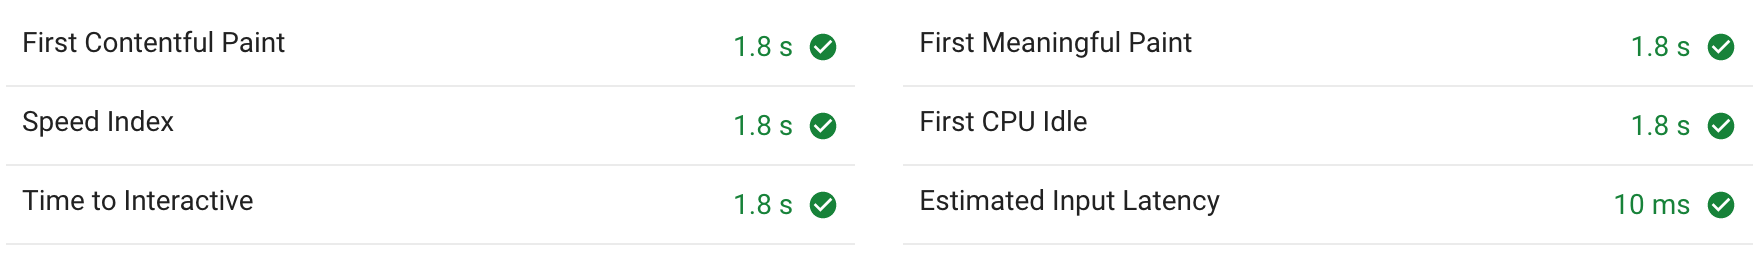 First Contentful Paint 1.8 s
First Meaningful Paint 1.8 s
Speed Index 1.8 s
First CPU Idle 1.8 s
Time to Interactive 1.8 s
Estimated Input Latency 10 ms